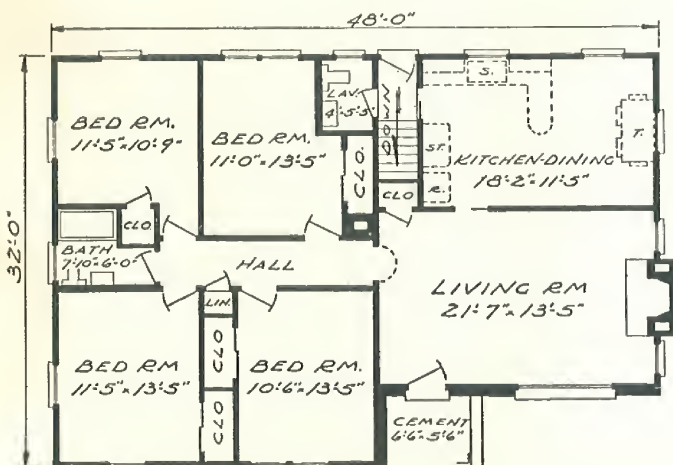 48'-0"
32'-0"
BED RM.
11'-5"x10'-9"
BED RM.
11'-0"x13'-5"
LAV.
4'-5'-5"
DOWN
S.
ST.
R.
T.
KITCHEN-DINING
18'-2"x11'-5"
CLO.
CLO
CLO.
BATH
7'-10"x6'-0"
HALL
LIVING RM
21'-7"x13'-5"
LIN.
BED RM
11'-5"x13'-5"
CLO
CLO
BED RM.
10'-6"x13'-5"
CEMENT
6'-6"x5'-6"